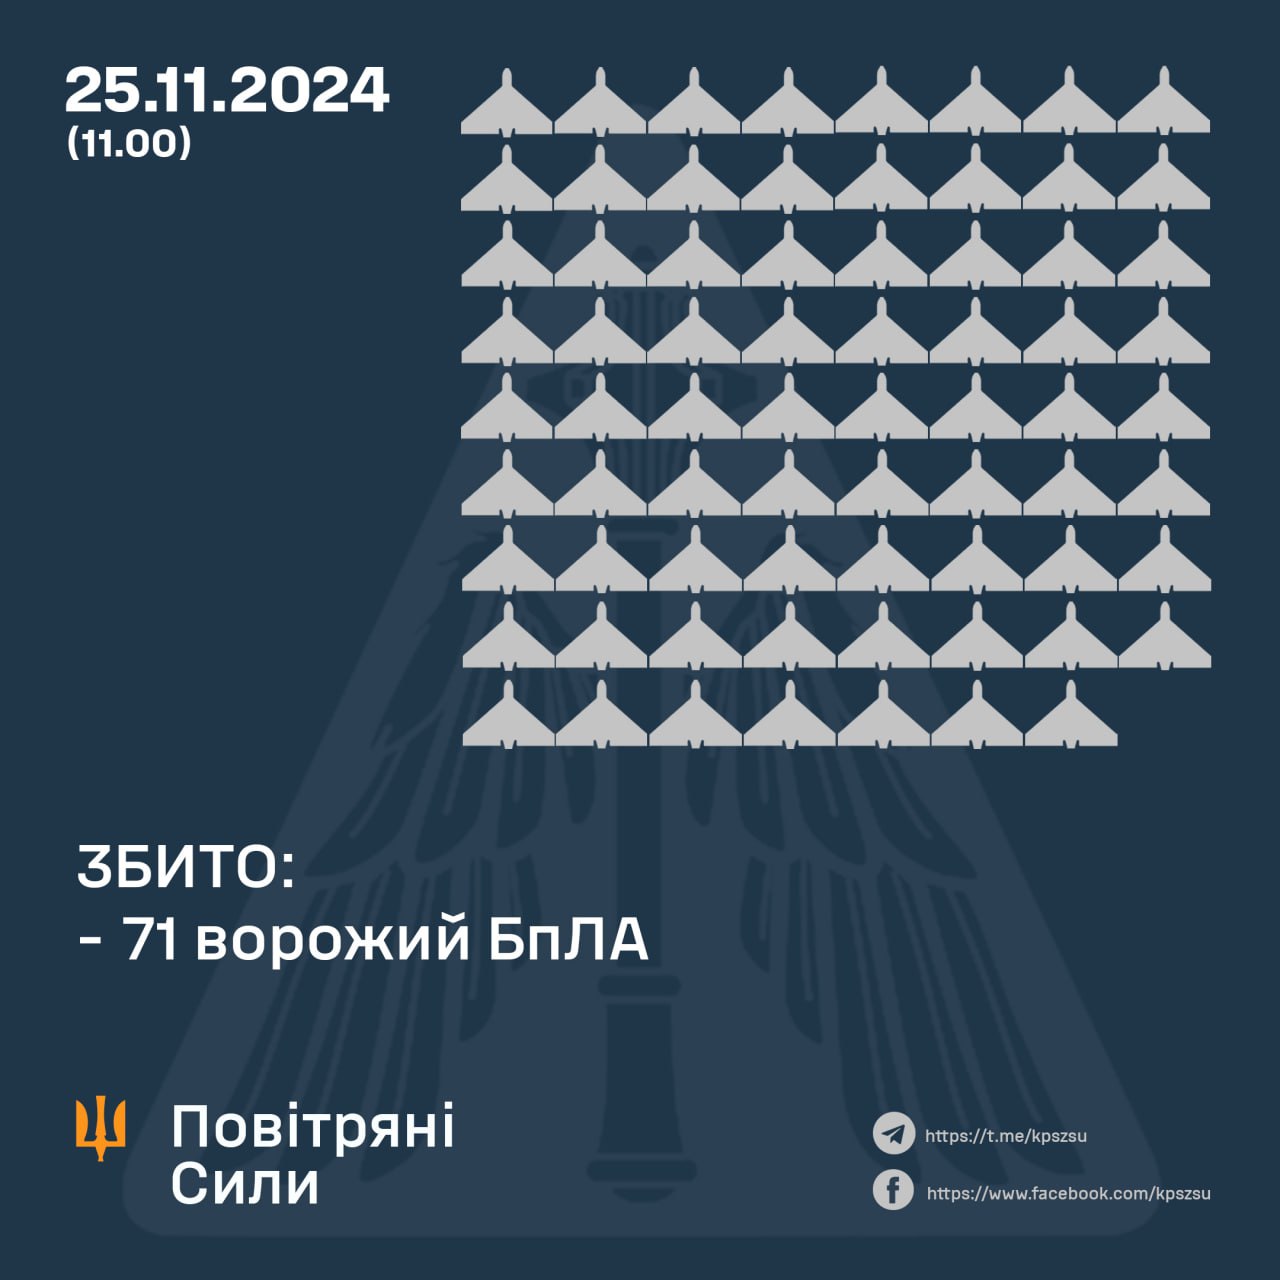 25.11.2024
(11.00)
ЗБИТО:
- 71 ворожий БпЛА
Повітряні
Сили
https://t.me/kpszsu
https://www.facebook.com/kpszsu